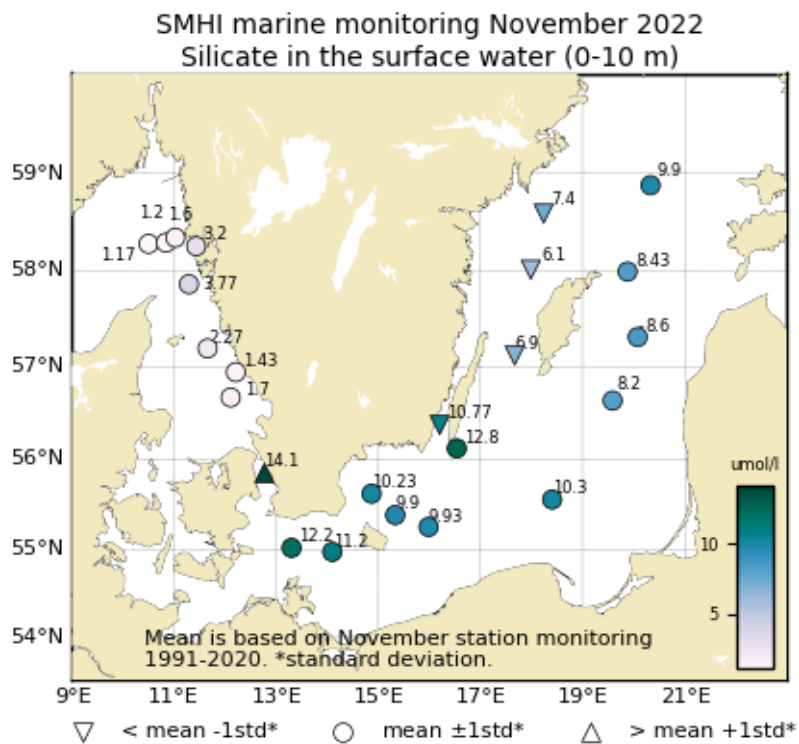 SMHI marine monitoring November 2022
Silicate in the surface water (0-10 m)
59°N
58°N
57°N
56°N
55°N
54°N
9.9
7.4
1.2 1.6
3.2
1.17
6.1
8.43
3.77
8.6
2.27
6.9
1.43
1.7
8.2
10.77
12.8
14.1
10.23
10.3
9.9
9.93
12.2
11.2
umol/l
10
5
Mean is based on November station monitoring
1991-2020. *standard deviation.
9°E 11°E 13°E 15°E 17°E 19°E 21°E
< mean -1std* mean ±1std* > mean +1std*